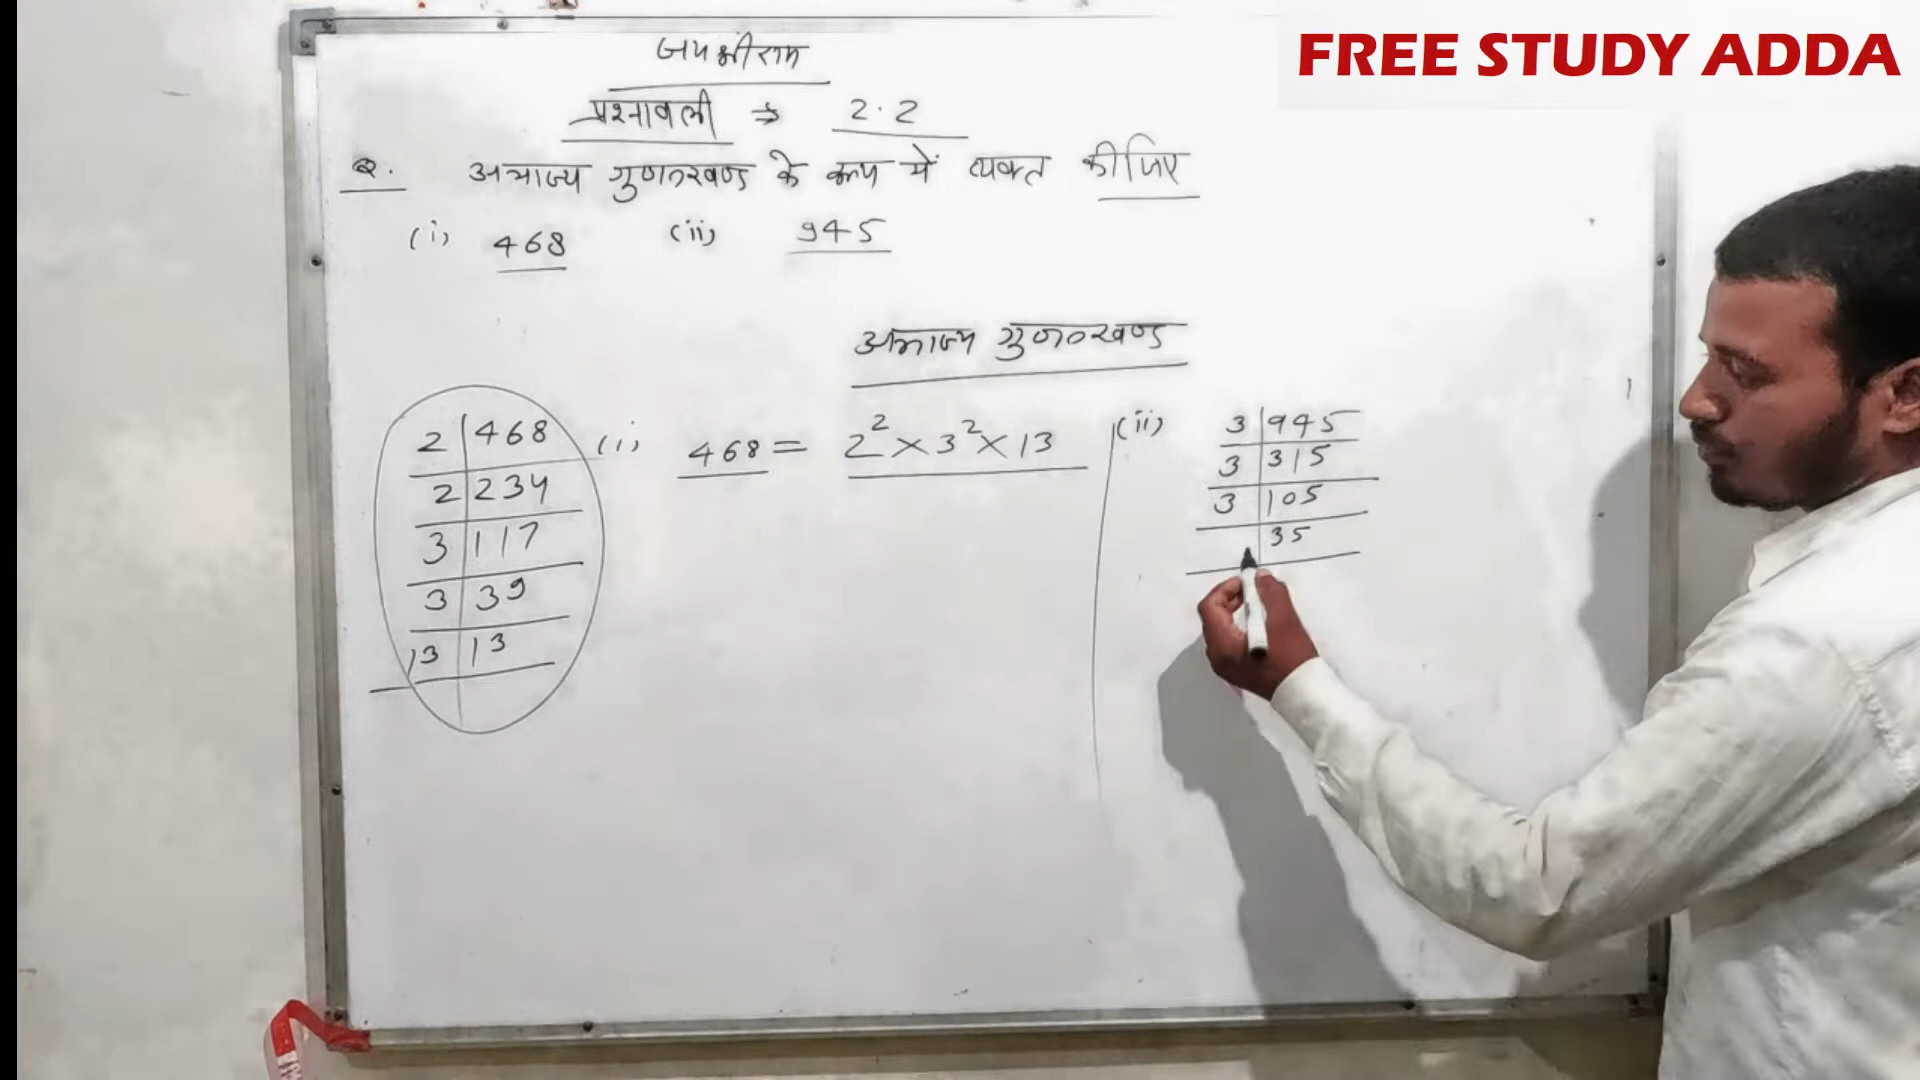 FREE STUDY ADDA
जय श्री राम
प्रश्नावली ⇒ 2.2
Q. अभाज्य गुणनखण्ड के रूप में व्यक्त कीजिए
(i) 468 (ii) 945
अभाज्य गुणनखण्ड
2 | 468
2 | 234
3 | 117
3 | 39
13 | 13
(i) 468 = 2² × 3² × 13
(ii) 3 | 945
3 | 315
3 | 105
35